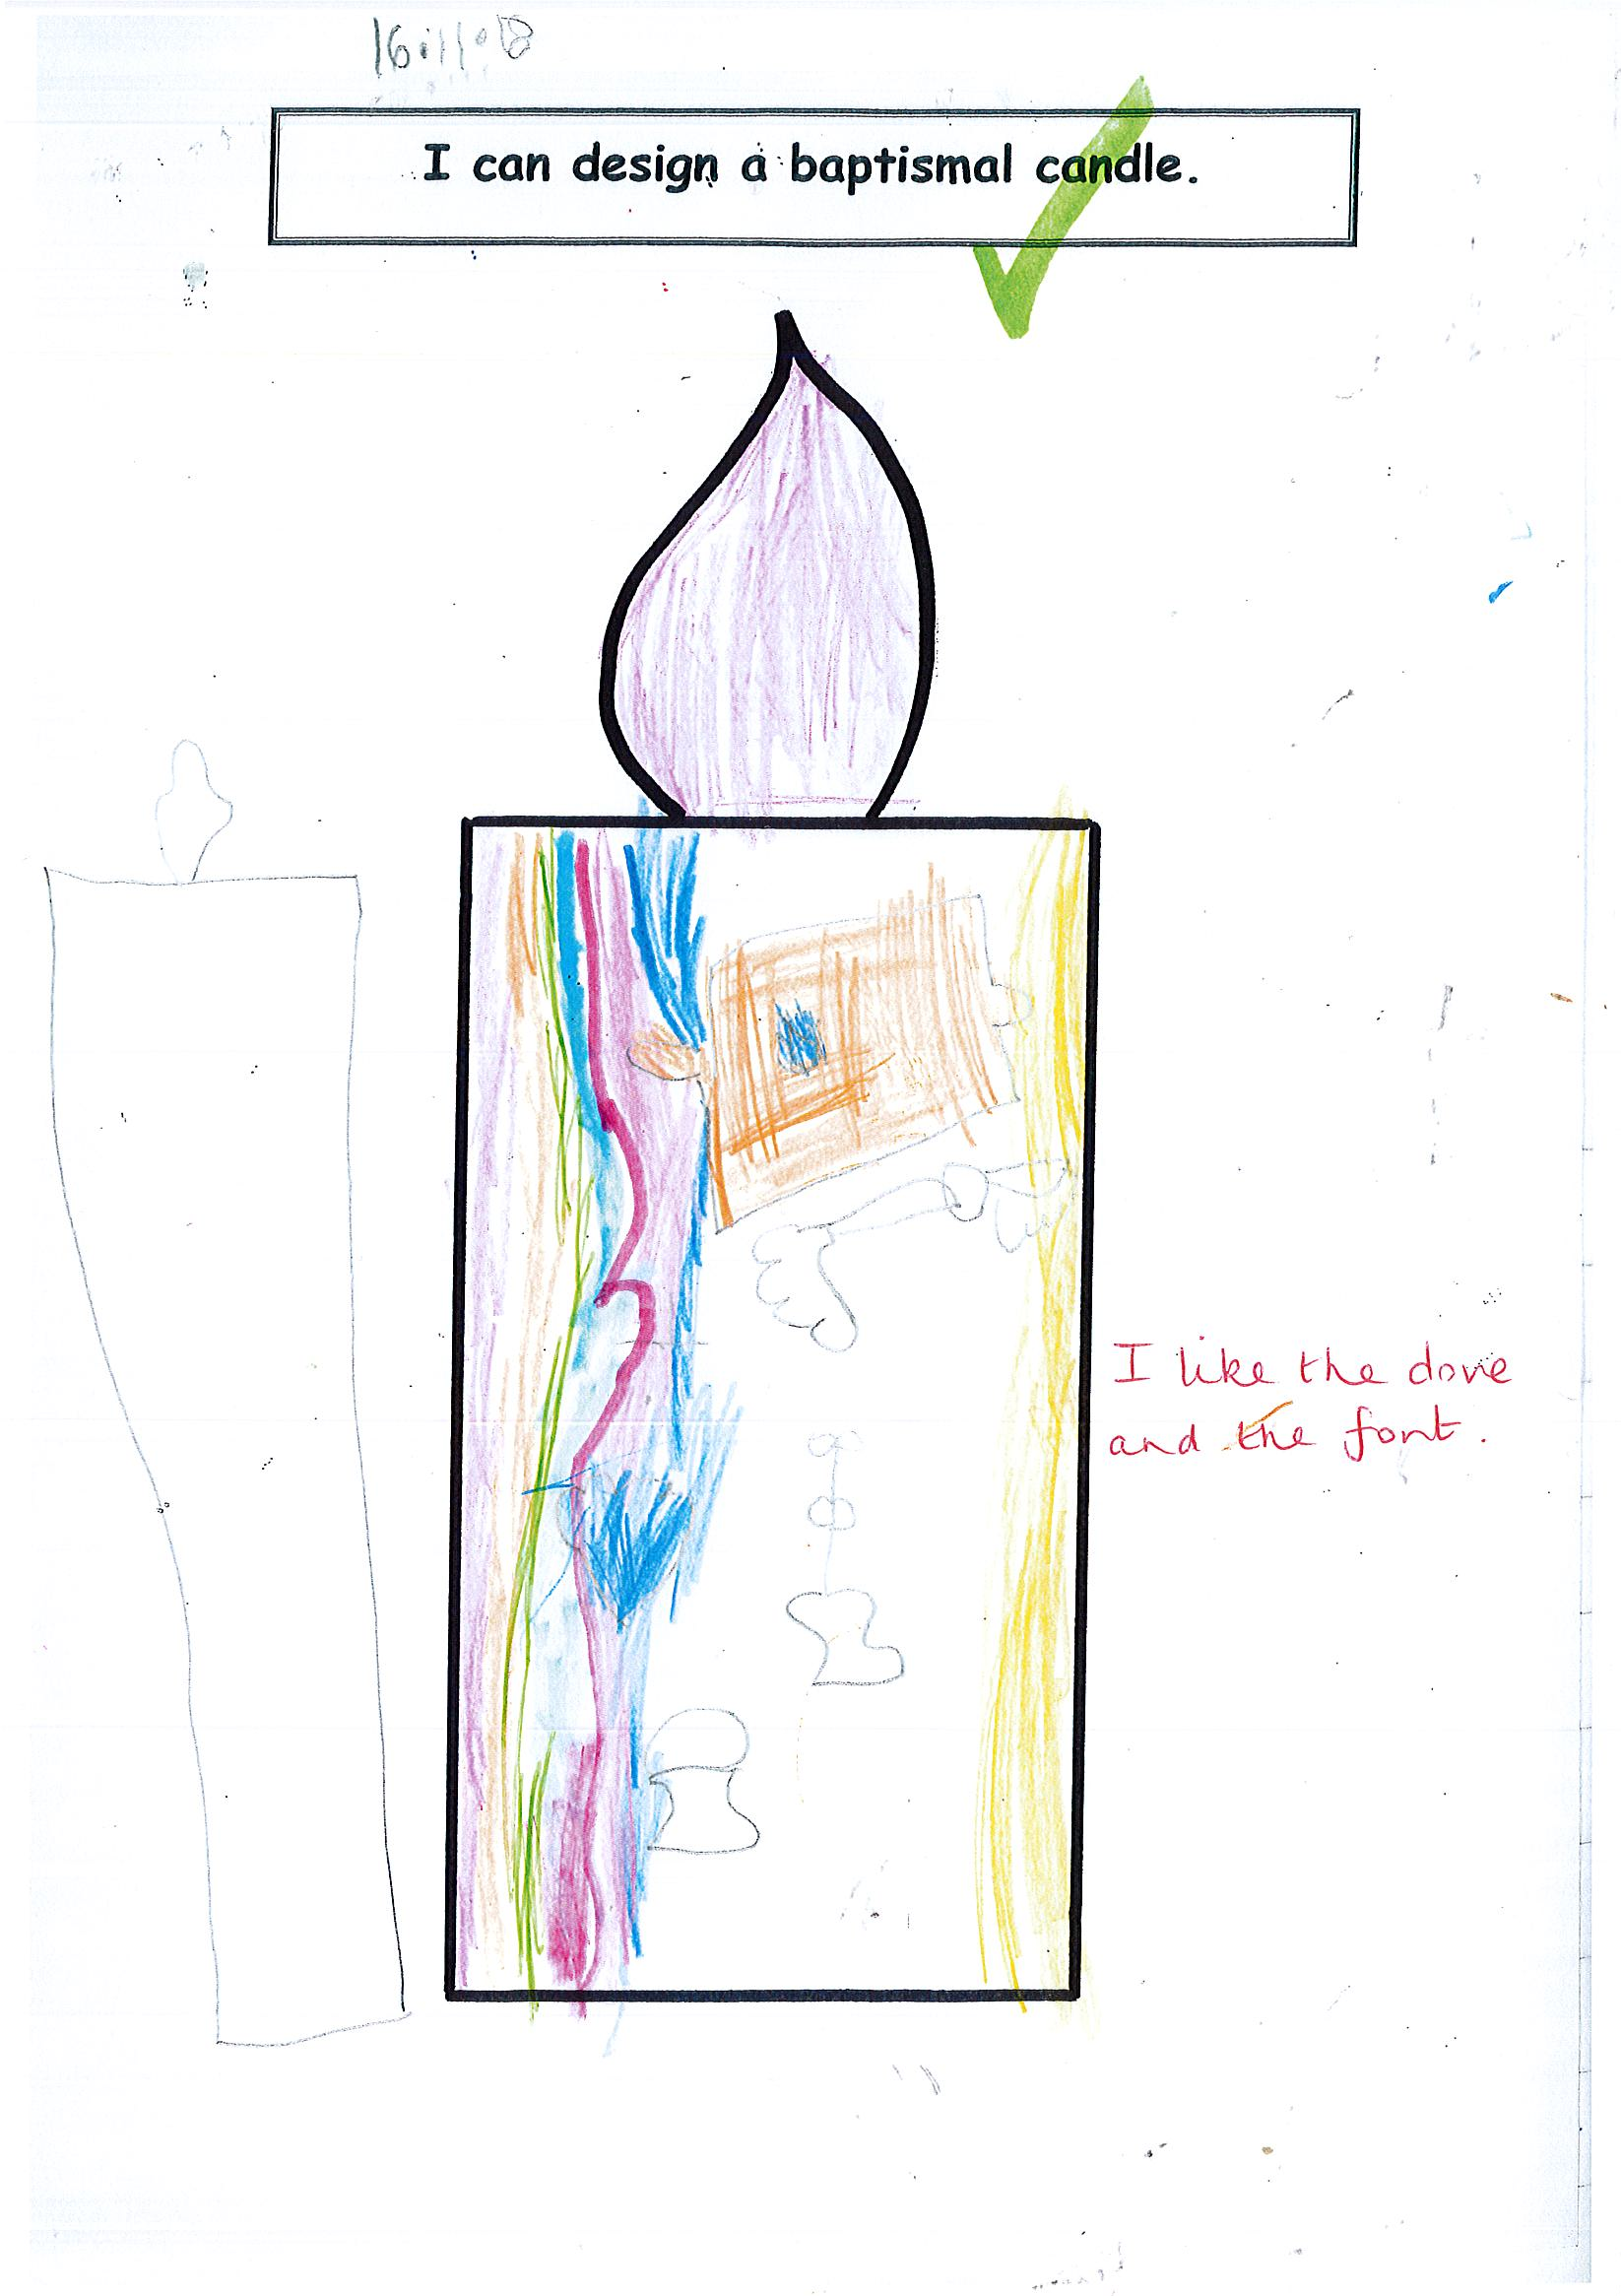 16.11.18
I can design a baptismal candle.
I like the dove
and the font.